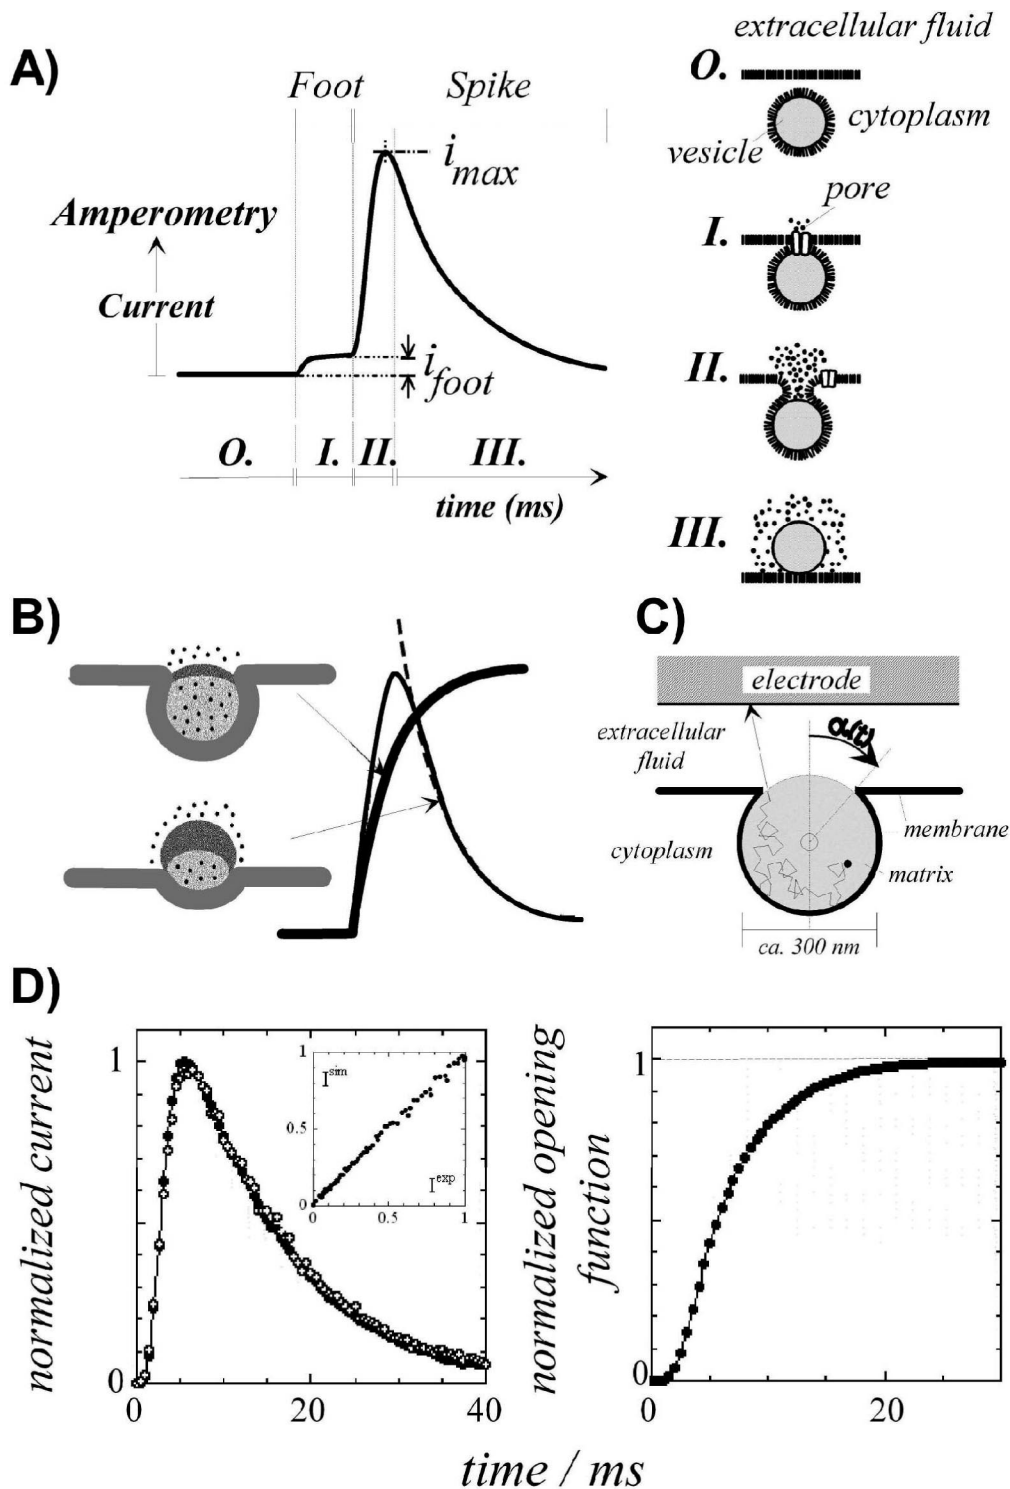 A)
Foot
Spike
i max
Amperometry
Current
i foot
O.
I.
II.
III.
time (ms)
extracellular fluid
O.
cytoplasm
vesicle
pore
I.
II.
III.
B)
C)
electrode
extracellular
fluid
α(t)
cytoplasm
membrane
matrix
ca. 300 nm
D)
normalized current
1
0
0
20
40
1
I^sim
0.5
I^exp
0
0
0.5
1
normalized opening
function
1
0
0
20
time / ms